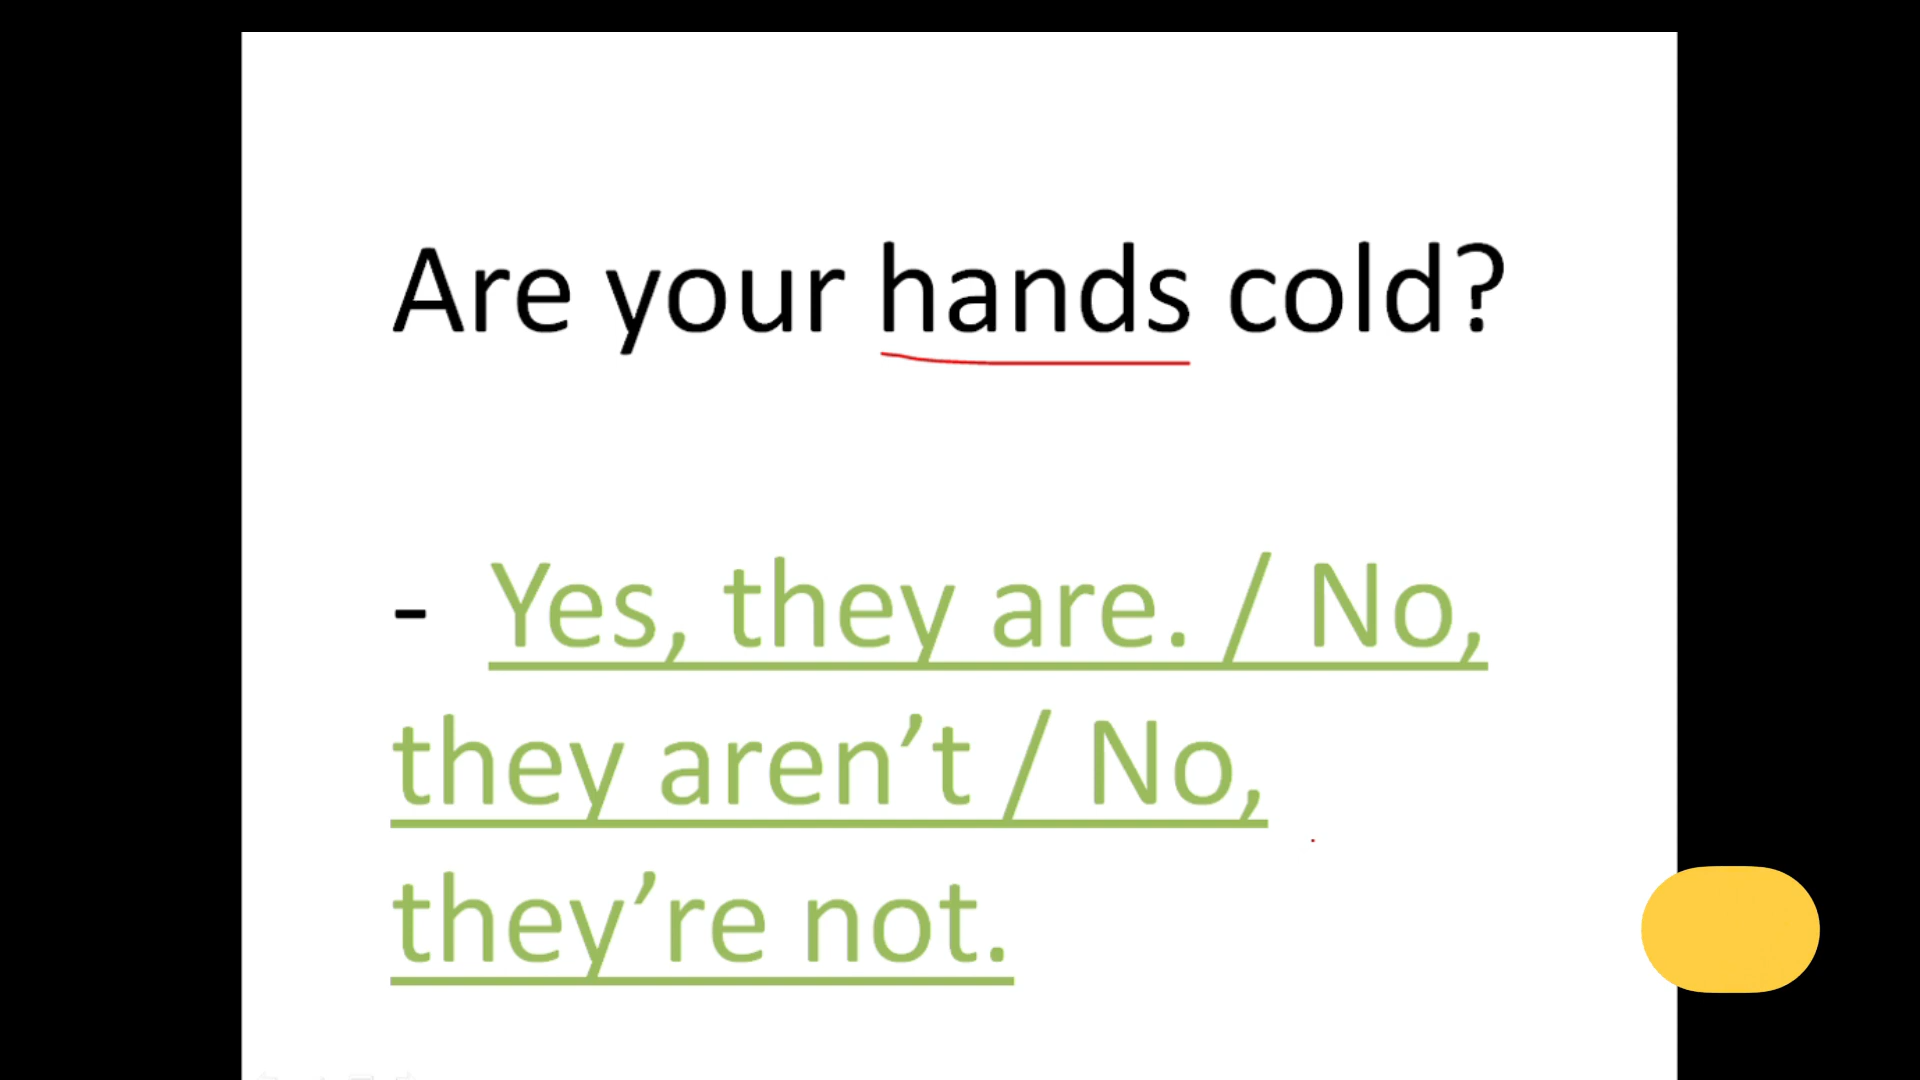 Are your hands cold?
- Yes, they are. / No,
they aren’t / No,
they’re not.